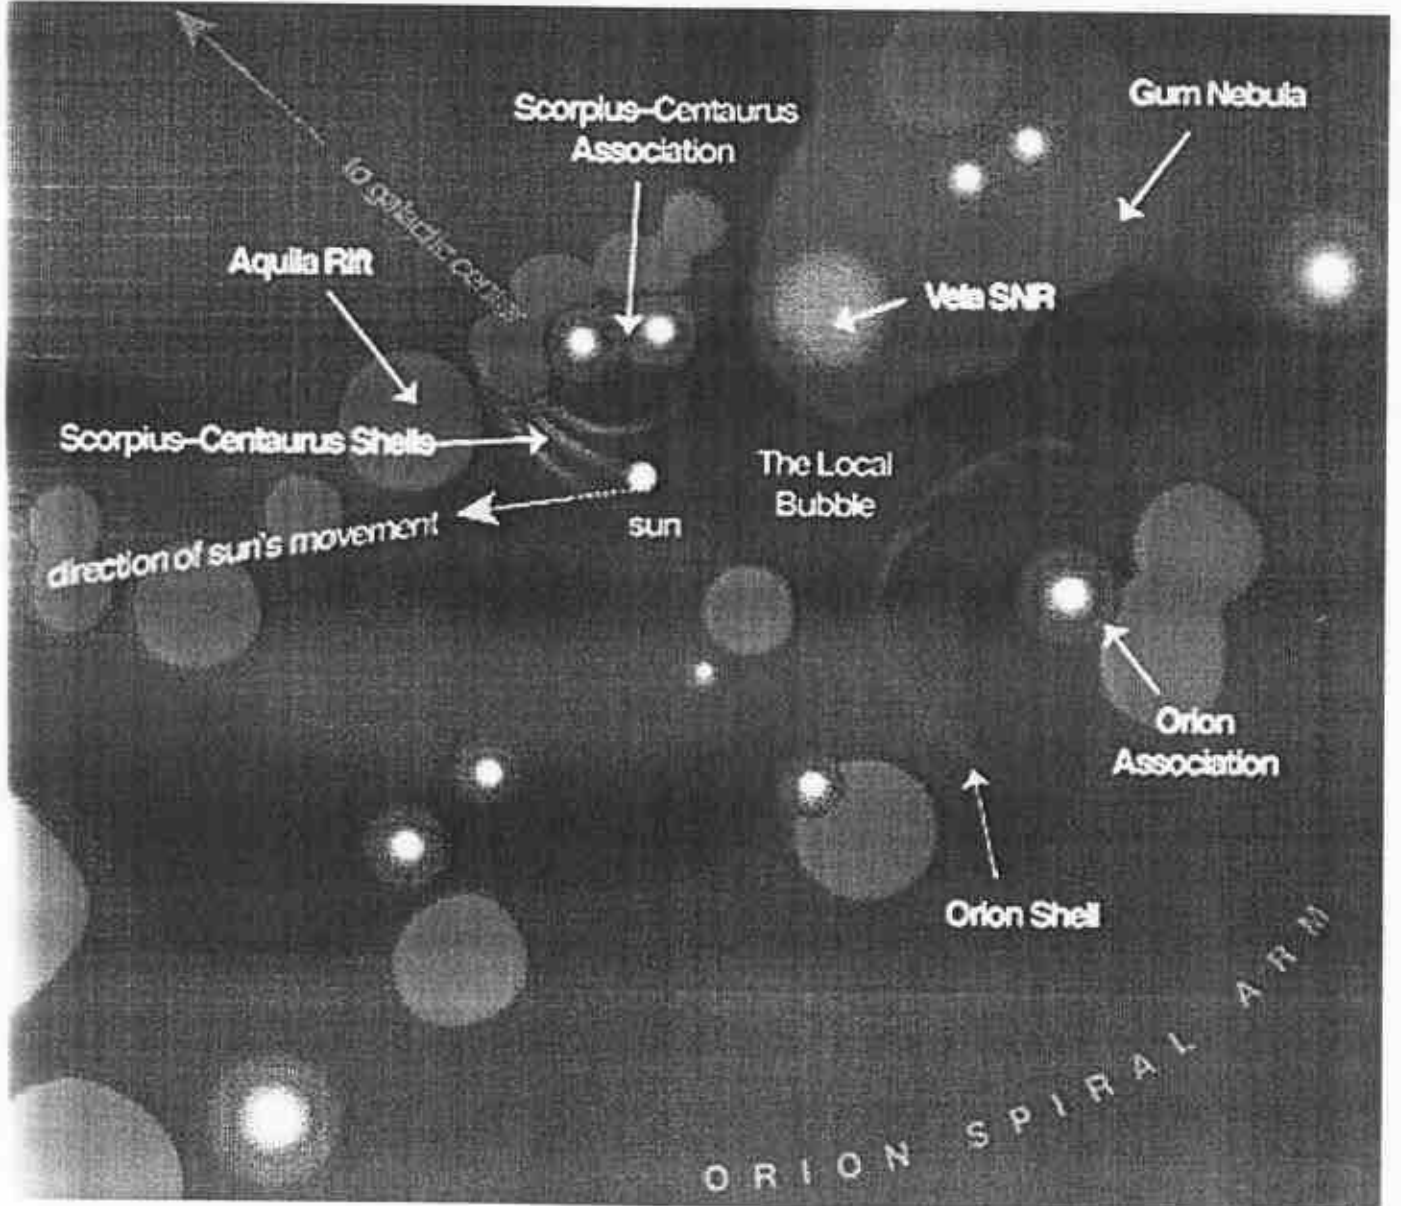 Gum Nebula
Scorpius–Centaurus
Association
to galactic center
Aquila Rift
Vela SNR
Scorpius–Centaurus Shells
The Local
Bubble
direction of sun's movement
sun
Orion
Association
Orion Shell
ORION SPIRAL ARM